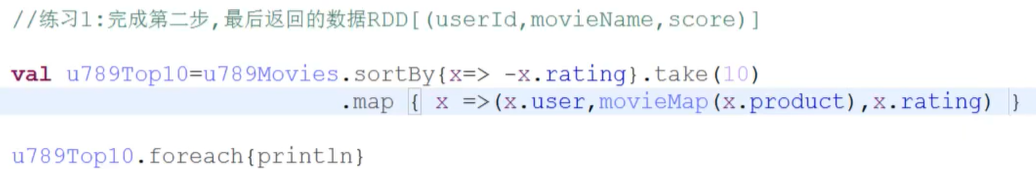 //练习1:完成第二步,最后返回的数据RDD[(userId,movieName,score)]
val u789Top10=u789Movies.sortBy{x=> -x.rating}.take(10)
.map { x =>(x.user,movieMap(x.product),x.rating) }
u789Top10.foreach{println}